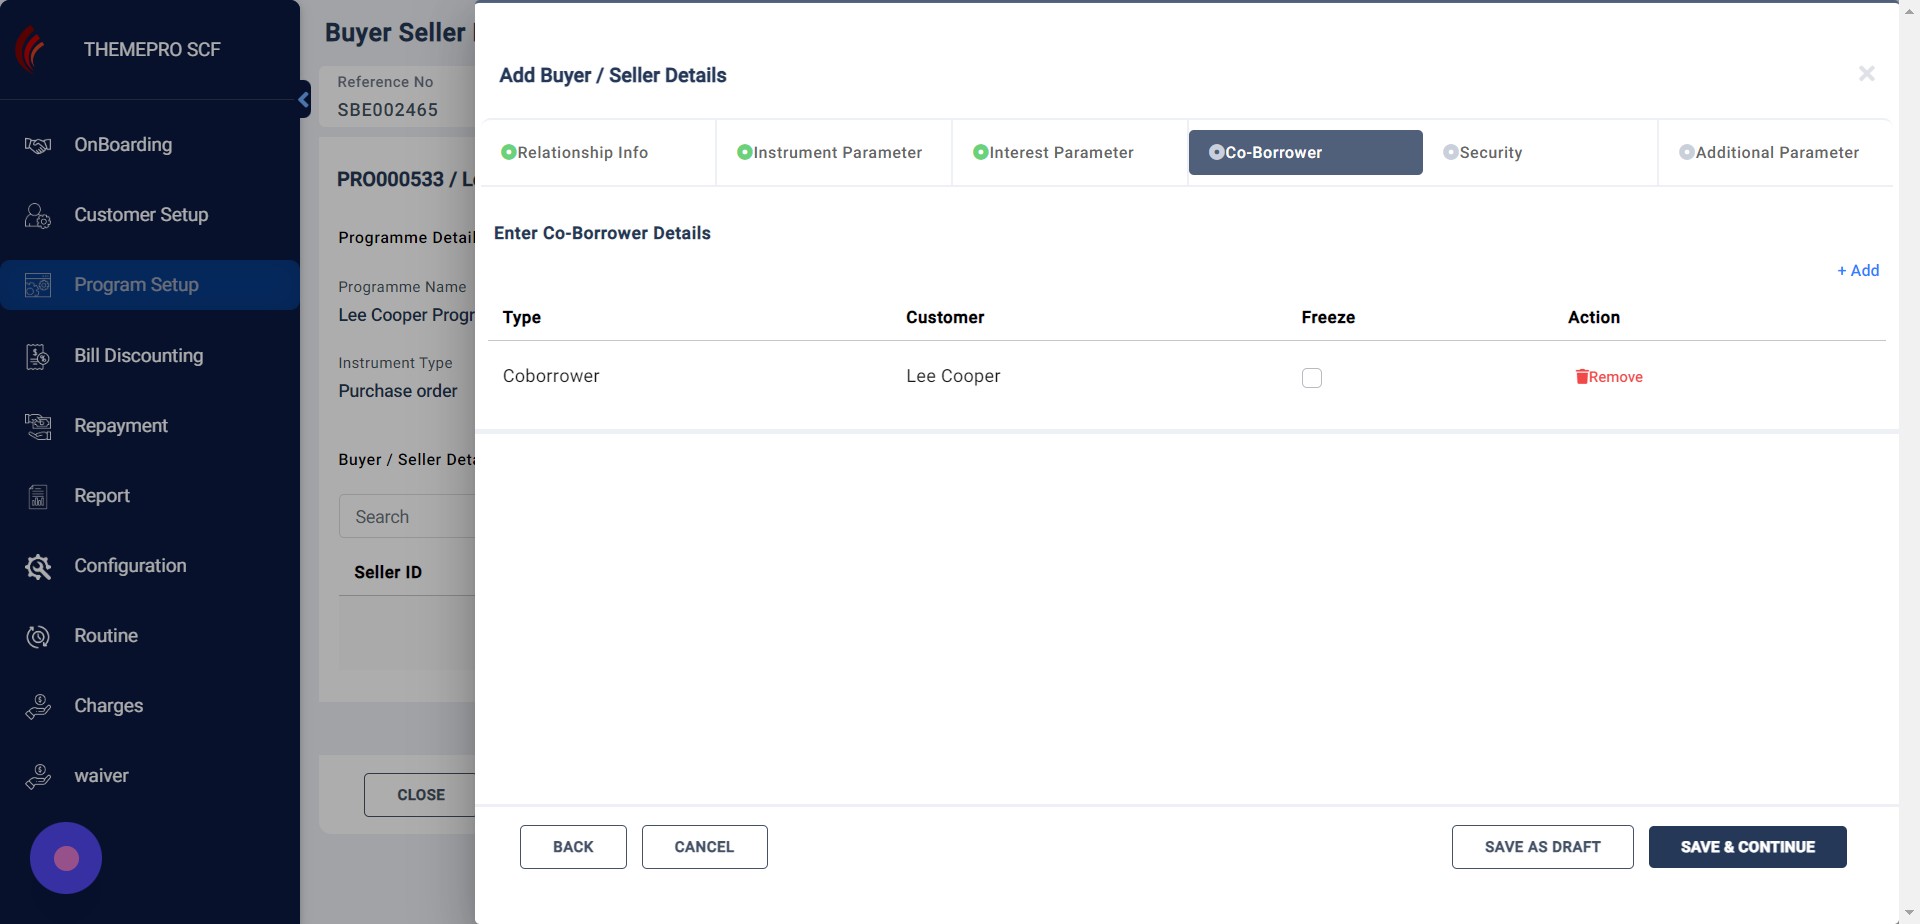 THEMEPRO SCF
OnBoarding
Customer Setup
Program Setup
Bill Discounting
Repayment
Report
Configuration
Routine
Charges
waiver
Buyer Seller
Reference No
SBE002465
PRO000533 / L
Programme Detail
Programme Name
Lee Cooper Progr
Instrument Type
Purchase order
Buyer / Seller Deta
Search
Seller ID
CLOSE
Add Buyer / Seller Details
Relationship Info
Instrument Parameter
Interest Parameter
Co-Borrower
Security
Additional Parameter
Enter Co-Borrower Details
+ Add
Type Customer Freeze Action
Coborrower Lee Cooper Remove
BACK CANCEL SAVE AS DRAFT SAVE & CONTINUE